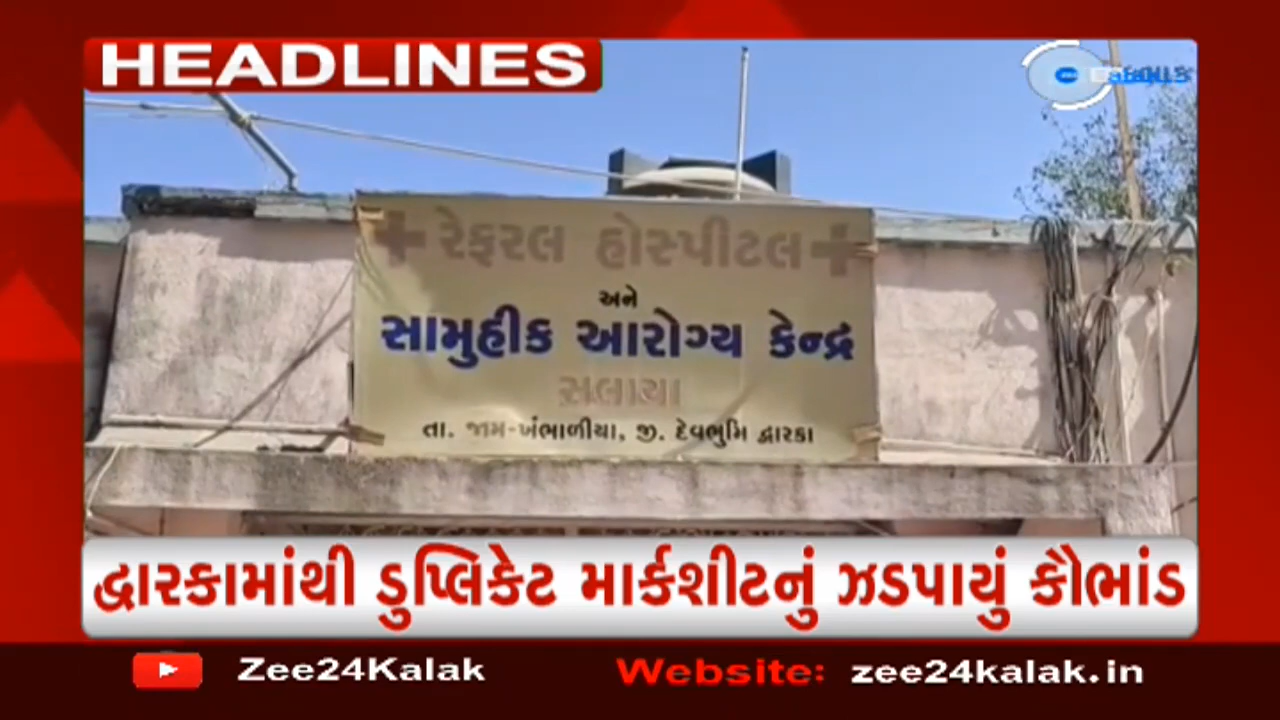 HEADLINES
રેફરલ હોસ્પીટલ
અને
સામુહીક આરોગ્ય કેન્દ્ર
સલાયા
તા. જામ-ખંભાળીયા, જી. દેવભુમિ દ્વારકા
દ્વારકામાંથી ડુપ્લિકેટ માર્કશીટનું ઝડપાયું કૌભાંડ
Zee24Kalak
Website: zee24kalak.in